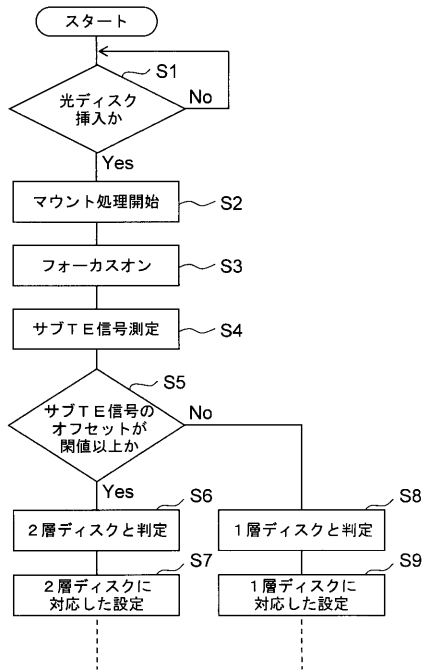 スタート
S1
光ディスク
挿入か
No
Yes
マウント処理開始
S2
フォーカスオン
S3
サブTE信号測定
S4
S5
サブTE信号の
オフセットが
閾値以上か
No
Yes
S6
2層ディスクと判定
S8
1層ディスクと判定
S7
2層ディスクに
対応した設定
S9
1層ディスクに
対応した設定